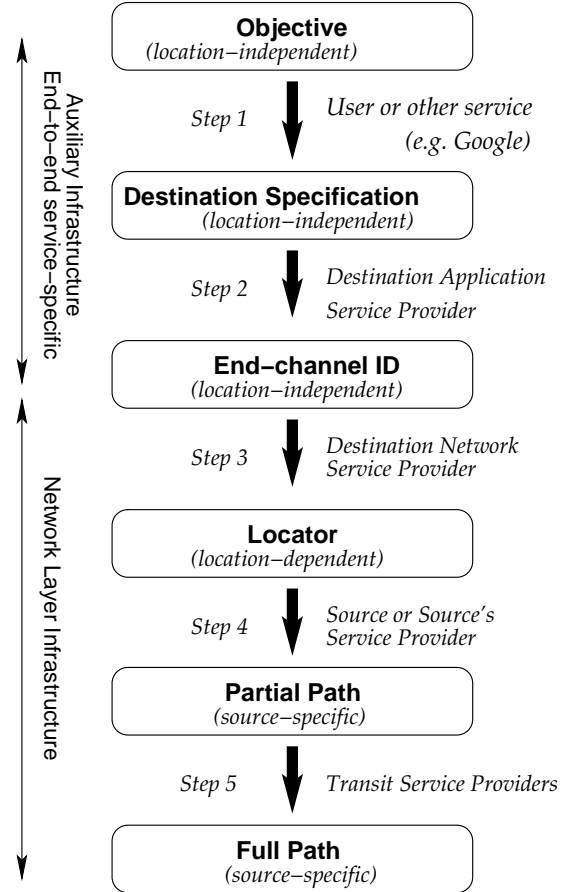 Objective
(location−independent)
Step 1
User or other service
(e.g. Google)
Destination Specification
(location−independent)
Step 2
Destination Application
Service Provider
End−channel ID
(location−independent)
Step 3
Destination Network
Service Provider
Locator
(location−dependent)
Step 4
Source or Source's
Service Provider
Partial Path
(source−specific)
Step 5
Transit Service Providers
Full Path
(source−specific)
Auxiliary Infrastructure
End−to−end service−specific
Network Layer Infrastructure